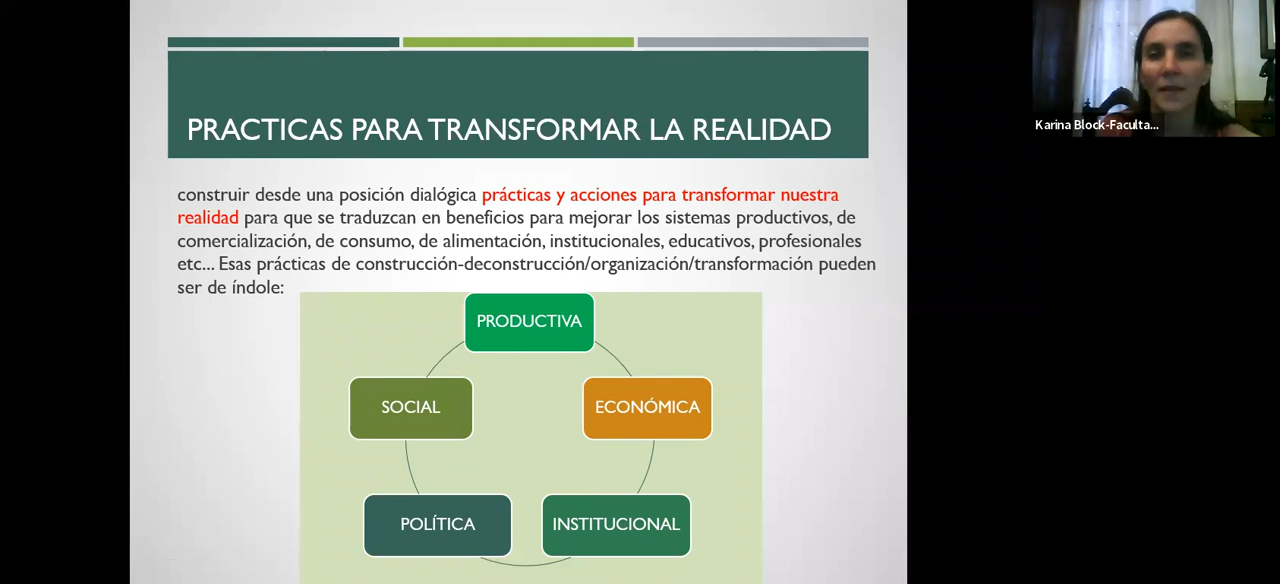 PRACTICAS PARA TRANSFORMAR LA REALIDAD
construir desde una posición dialógica prácticas y acciones para transformar nuestra
realidad para que se traduzcan en beneficios para mejorar los sistemas productivos, de
comercialización, de consumo, de alimentación, institucionales, educativos, profesionales
etc... Esas prácticas de construcción-deconstrucción/organización/transformación pueden
ser de índole:
PRODUCTIVA
SOCIAL
ECONÓMICA
POLÍTICA
INSTITUCIONAL
Karina Block-Faculta...